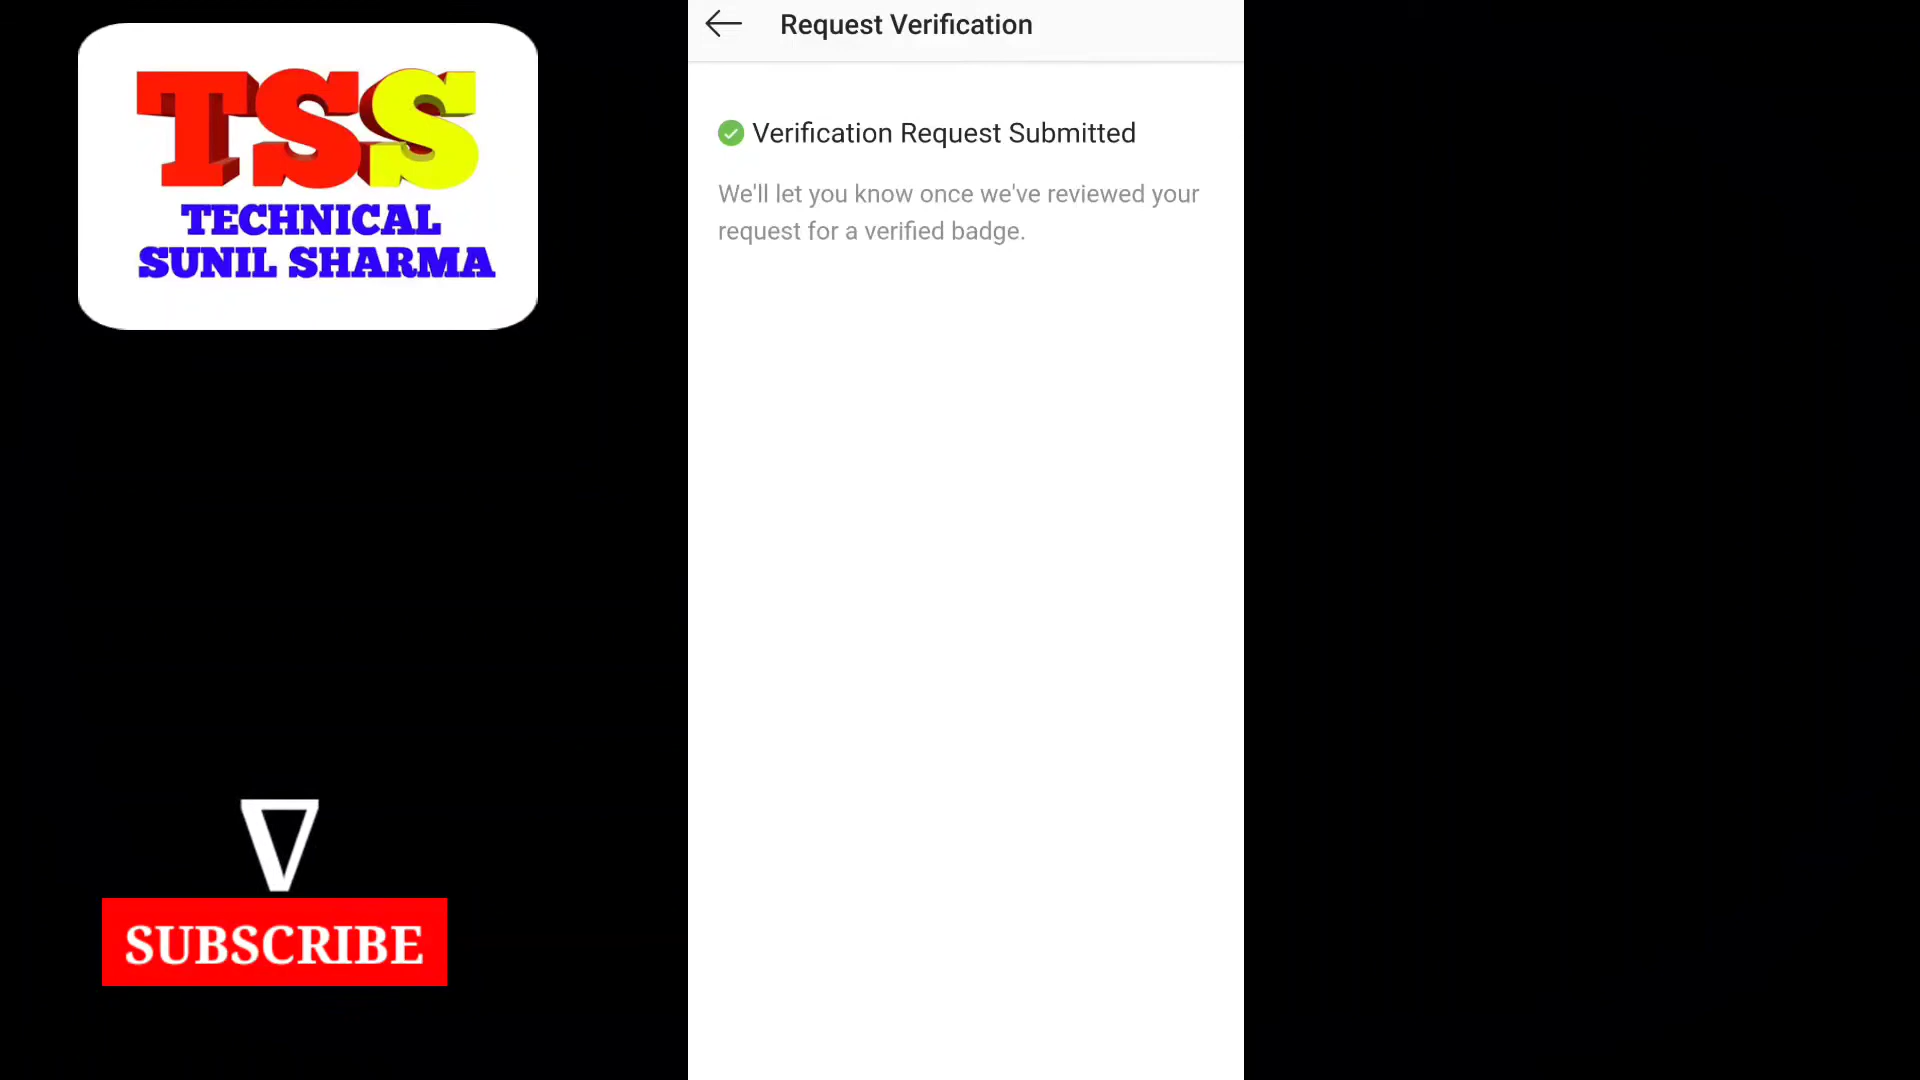 TSS
TECHNICAL
SUNIL SHARMA
Request Verification
Verification Request Submitted
We'll let you know once we've reviewed your
request for a verified badge.
SUBSCRIBE